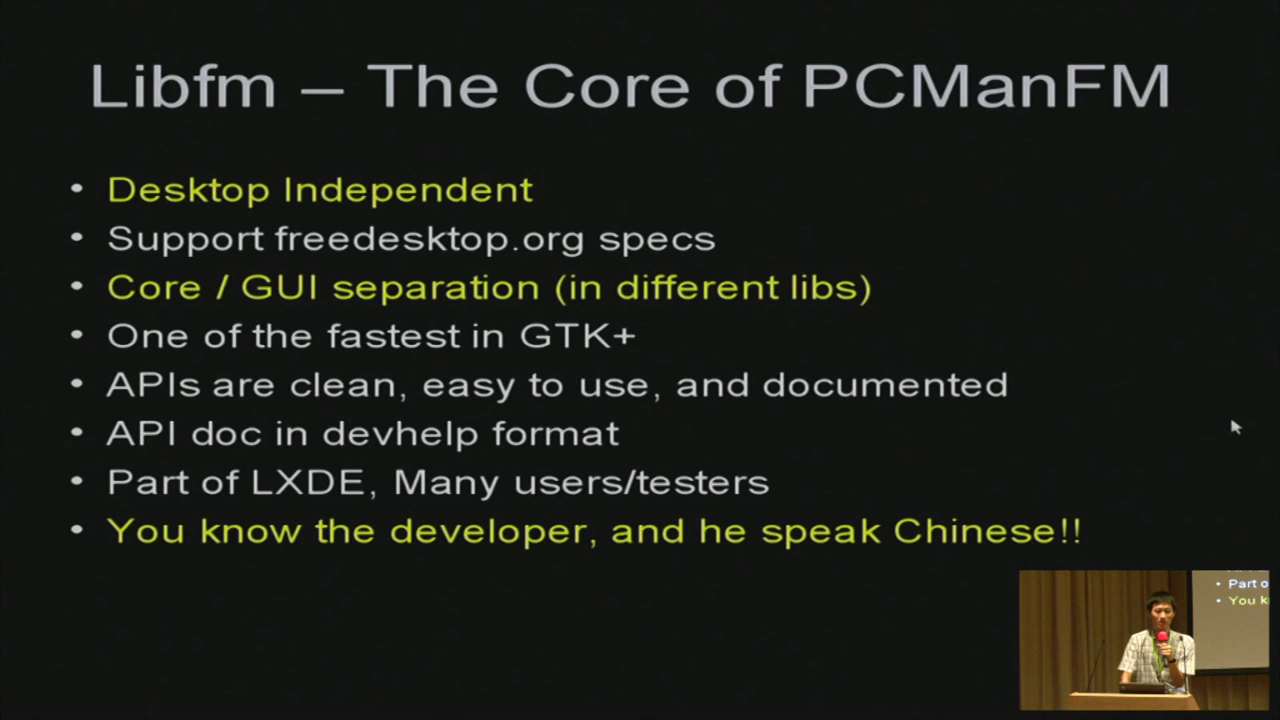 Libfm – The Core of PCManFM
• Desktop Independent
• Support freedesktop.org specs
• Core / GUI separation (in different libs)
• One of the fastest in GTK+
• APIs are clean, easy to use, and documented
• API doc in devhelp format
• Part of LXDE, Many users/testers
• You know the developer, and he speak Chinese!!
• Part o
• You k